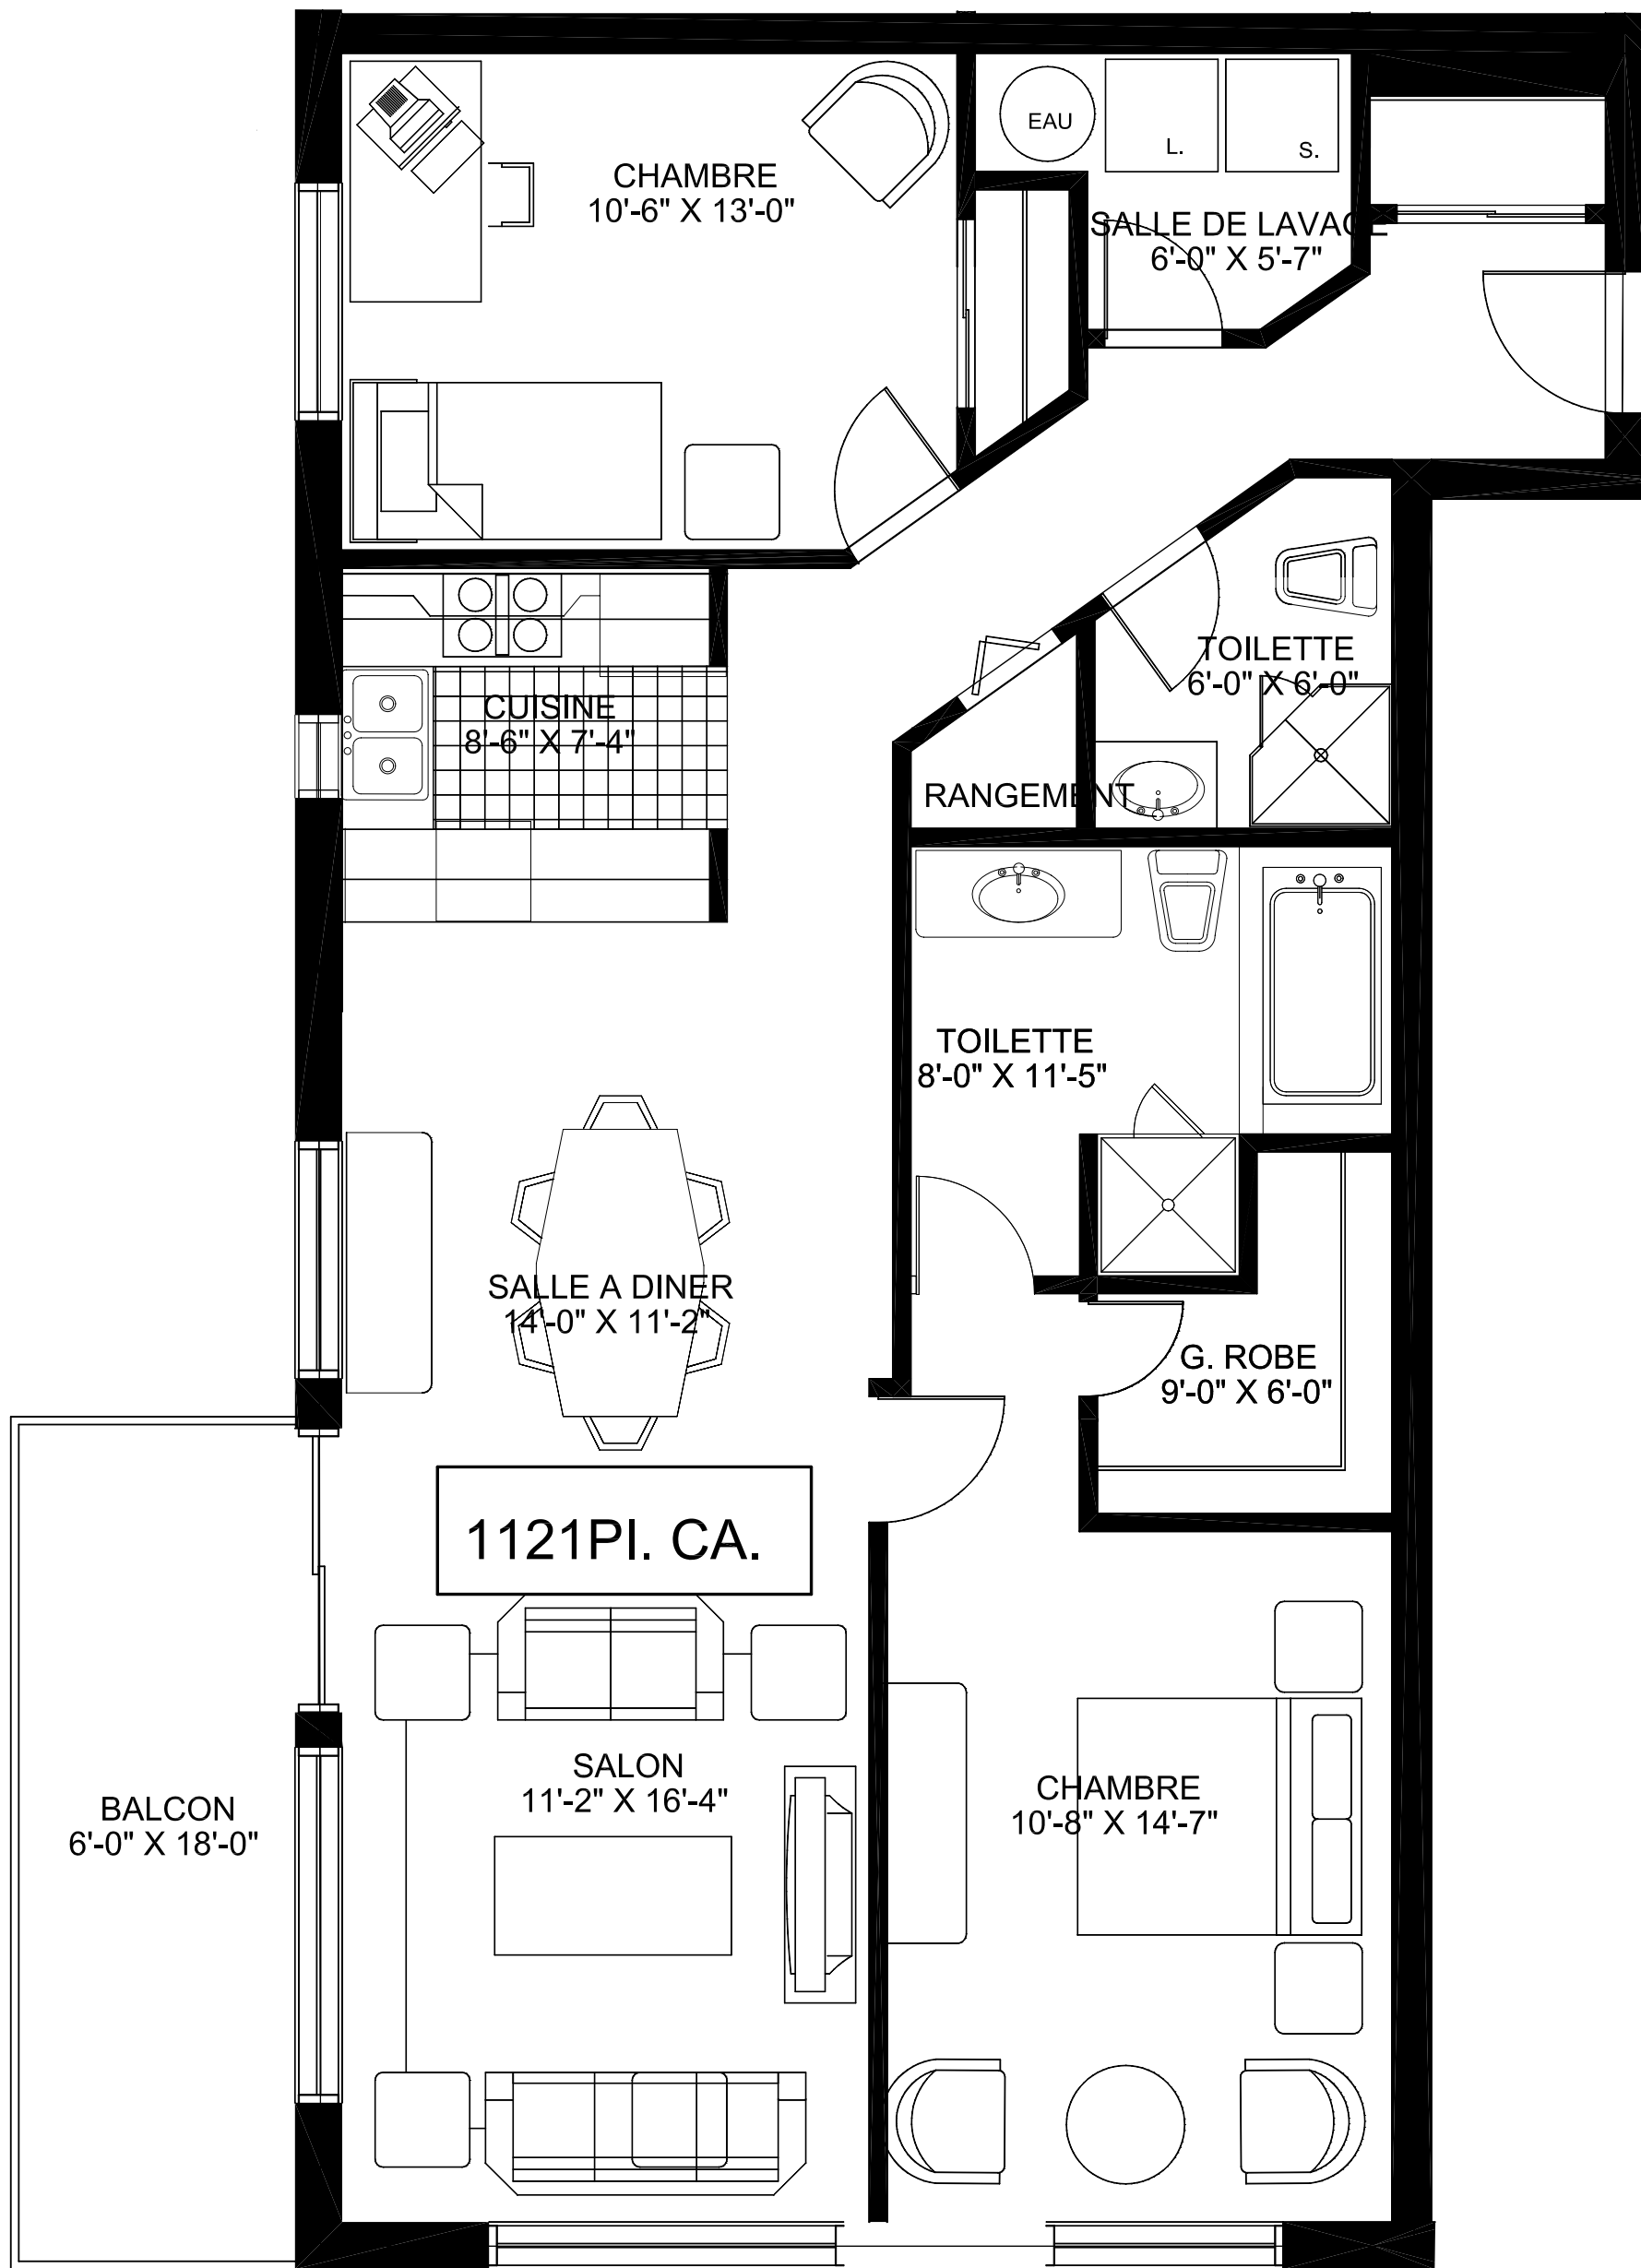 CHAMBRE
10'-6" X 13'-0"
EAU
L.
S.
SALLE DE LAVAGE
6'-0" X 5'-7"
TOILETTE
6'-0" X 6'-0"
CUISINE
8'-6" X 7'-4"
RANGEMENT
TOILETTE
8'-0" X 11'-5"
SALLE A DINER
14'-0" X 11'-2"
G. ROBE
9'-0" X 6'-0"
1121PI. CA.
SALON
11'-2" X 16'-4"
CHAMBRE
10'-8" X 14'-7"
BALCON
6'-0" X 18'-0"